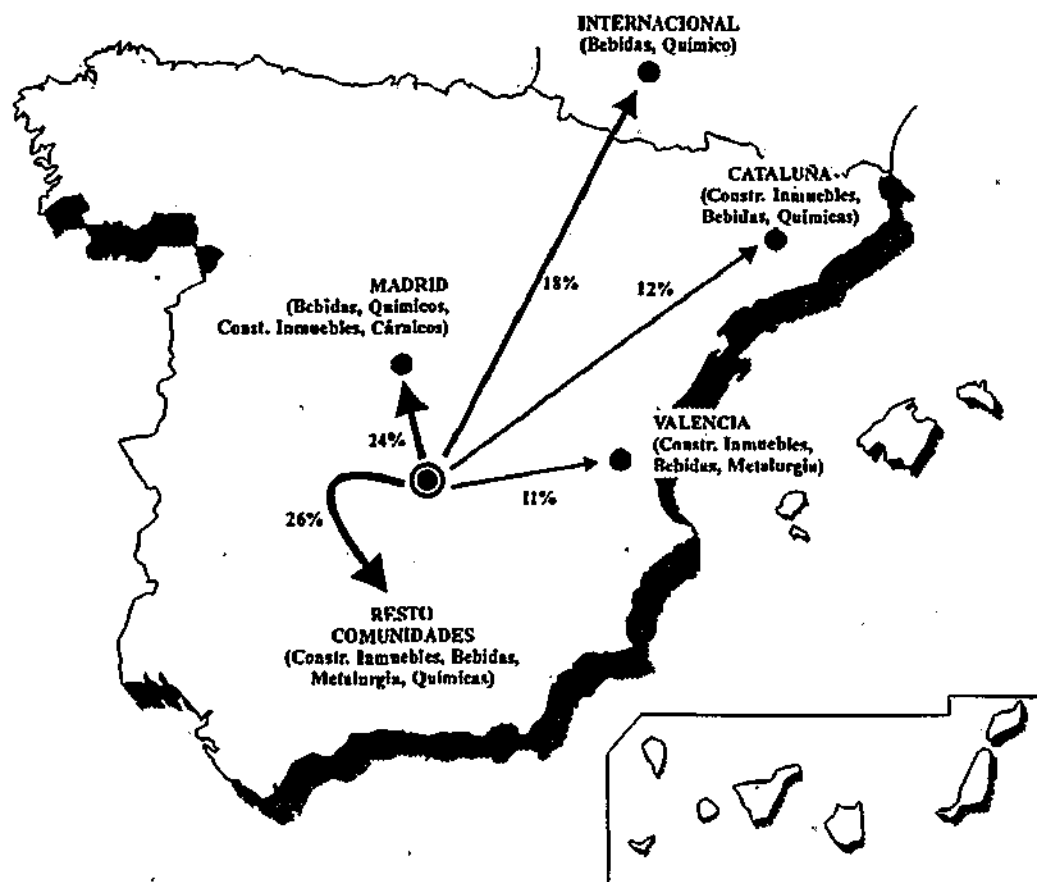 INTERNACIONAL
(Bebidas, Químico)
CATALUÑA
(Constr. Inmuebles,
Bebidas, Químicas)
18%
12%
MADRID
(Bebidas, Químicos,
Const. Inmuebles, Cárnicos)
24%
VALENCIA
(Constr. Inmuebles,
Bebidas, Metalurgia)
11%
26%
RESTO
COMUNIDADES
(Constr. Inmuebles, Bebidas,
Metalurgia, Químicas)